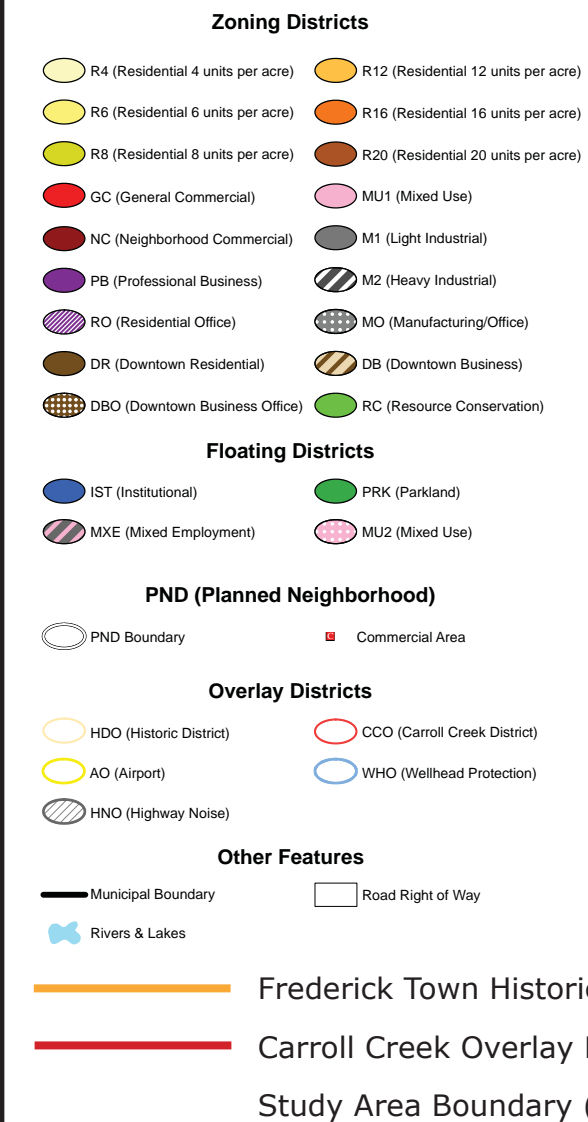 Zoning Districts
R4 (Residential 4 units per acre) R12 (Residential 12 units per acre)
R6 (Residential 6 units per acre) R16 (Residential 16 units per acre)
R8 (Residential 8 units per acre) R20 (Residential 20 units per acre)
GC (General Commercial) MU1 (Mixed Use)
NC (Neighborhood Commercial) M1 (Light Industrial)
PB (Professional Business) M2 (Heavy Industrial)
RO (Residential Office) MO (Manufacturing/Office)
DR (Downtown Residential) DB (Downtown Business)
DBO (Downtown Business Office) RC (Resource Conservation)
Floating Districts
IST (Institutional) PRK (Parkland)
MXE (Mixed Employment) MU2 (Mixed Use)
PND (Planned Neighborhood)
PND Boundary C Commercial Area
Overlay Districts
HDO (Historic District) CCO (Carroll Creek District)
AO (Airport) WHO (Wellhead Protection)
HNO (Highway Noise)
Other Features
Municipal Boundary Road Right of Way
Rivers & Lakes
Frederick Town Historic
Carroll Creek Overlay
Study Area Boundary (